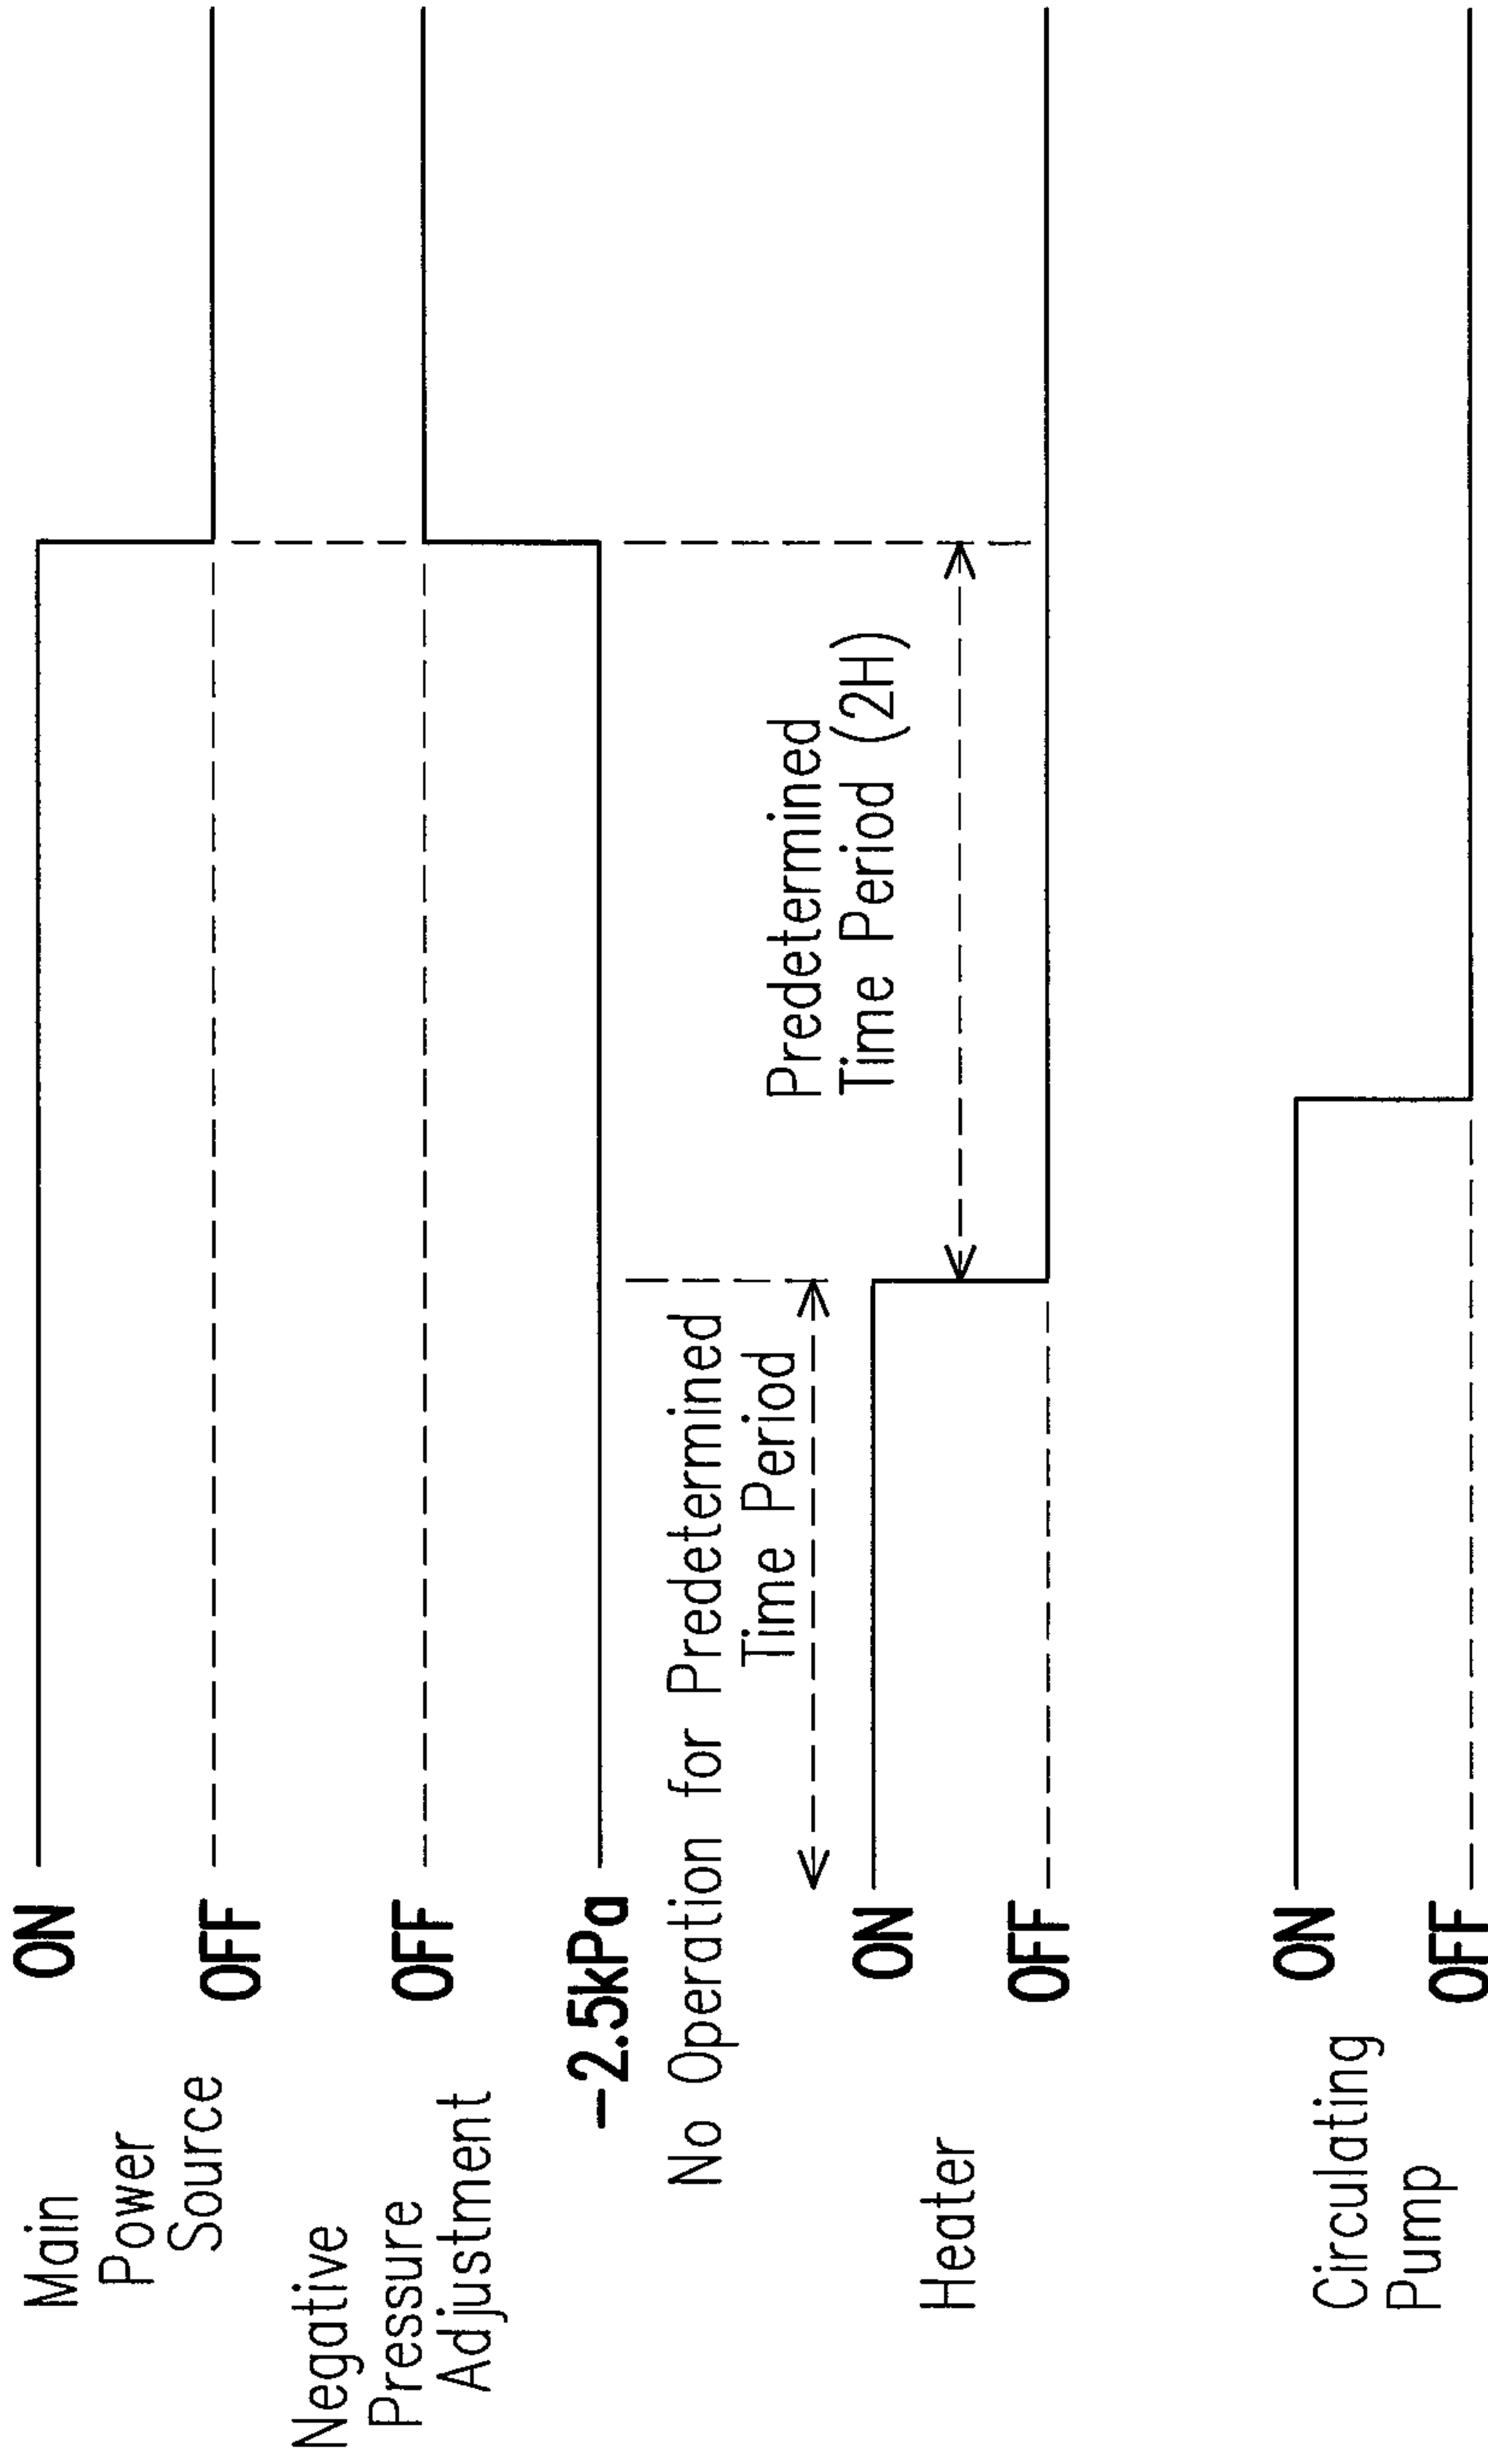 Main
Power
Source
ON
OFF
Negative
Pressure
Adjustment
OFF
-2.5kPa
No Operation for Predetermined
Time Period
Predetermined
Time Period (2H)
Heater
ON
OFF
Circulating
Pump
ON
OFF